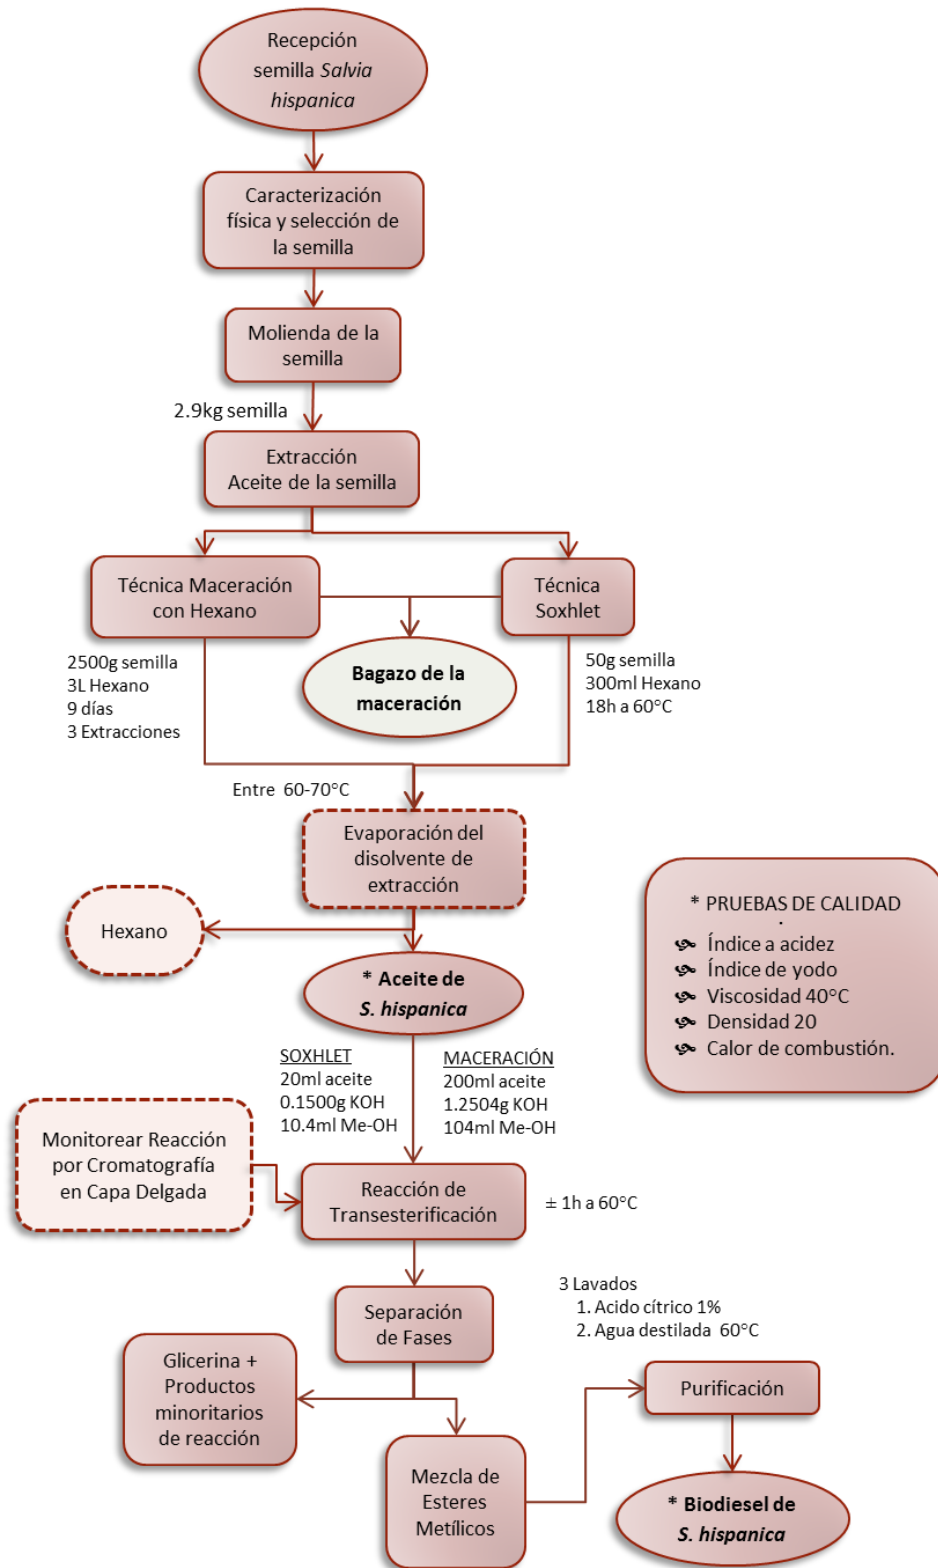 Recepción
semilla Salvia
hispanica
Caracterización
física y selección de
la semilla
Molienda de la
semilla
2.9kg semilla
Extracción
Aceite de la semilla
Técnica Maceración
con Hexano
Técnica
Soxhlet
2500g semilla
3L Hexano
9 días
3 Extracciones
Bagazo de la
maceración
50g semilla
300ml Hexano
18h a 60°C
Entre 60-70°C
Evaporación del
disolvente de
extracción
Hexano
* Aceite de
S. hispanica
* PRUEBAS DE CALIDAD
Índice a acidez
Índice de yodo
Viscosidad 40°C
Densidad 20
Calor de combustión.
SOXHLET
20ml aceite
0.1500g KOH
10.4ml Me-OH
MACERACIÓN
200ml aceite
1.2504g KOH
104ml Me-OH
Monitorear Reacción
por Cromatografía
en Capa Delgada
Reacción de
Transesterificación
± 1h a 60°C
Separación
de Fases
3 Lavados
1. Acido cítrico 1%
2. Agua destilada 60°C
Glicerina +
Productos
minoritarios
de reacción
Purificación
Mezcla de
Esteres
Metílicos
* Biodiesel de
S. hispanica